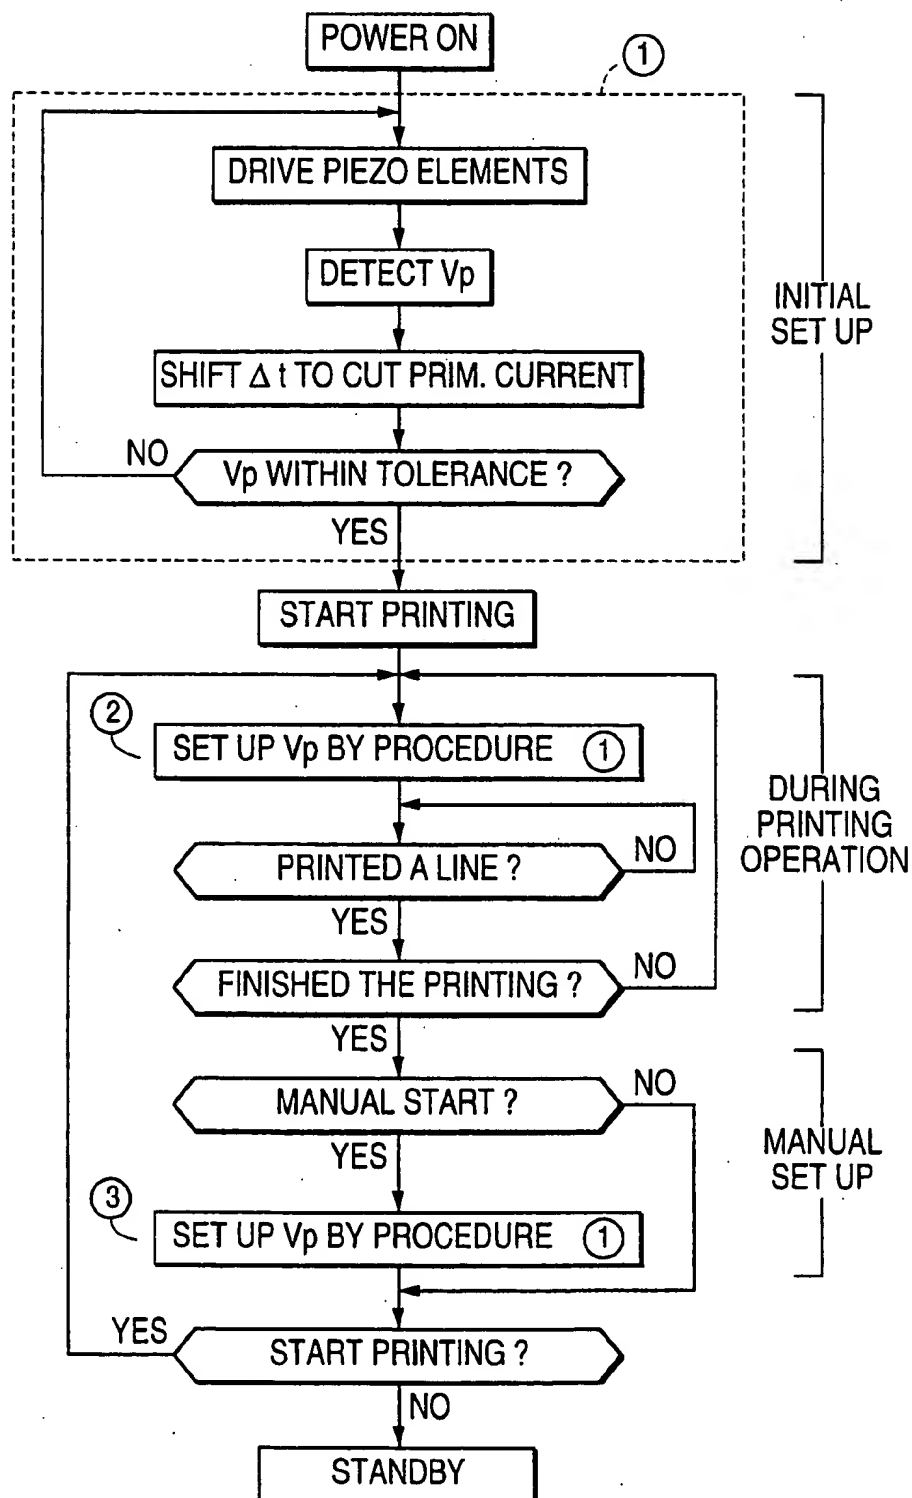 POWER ON
①
DRIVE PIEZO ELEMENTS
DETECT Vp
INITIAL
SET UP
SHIFT Δ t TO CUT PRIM. CURRENT
NO
Vp WITHIN TOLERANCE ?
YES
START PRINTING
②
SET UP Vp BY PROCEDURE ①
DURING
PRINTING
OPERATION
PRINTED A LINE ?
NO
YES
FINISHED THE PRINTING ?
NO
YES
MANUAL START ?
NO
YES
MANUAL
SET UP
③
SET UP Vp BY PROCEDURE ①
YES
START PRINTING ?
NO
STANDBY